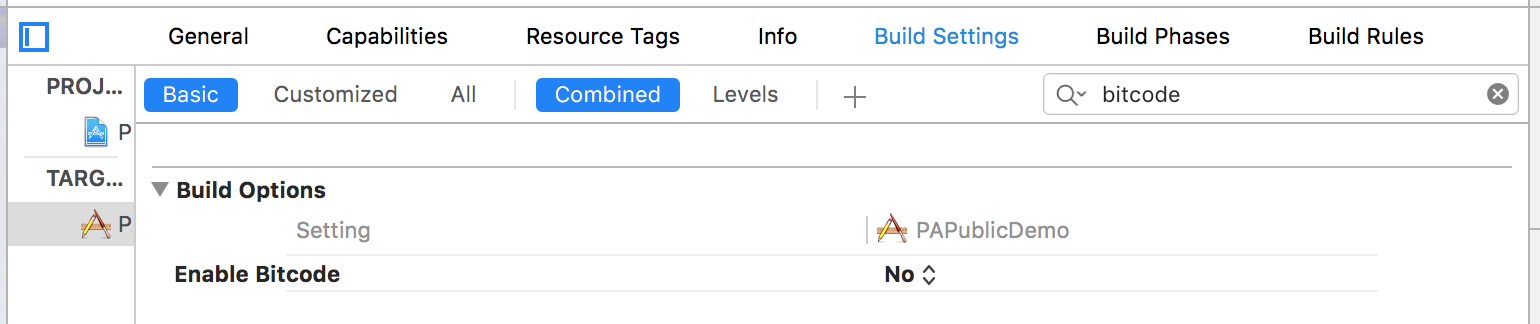 General Capabilities Resource Tags Info Build Settings Build Phases Build Rules
PROJ...
Basic Customized All Combined Levels + bitcode
P
TARG...
Build Options
P
Setting PAPublicDemo
Enable Bitcode No